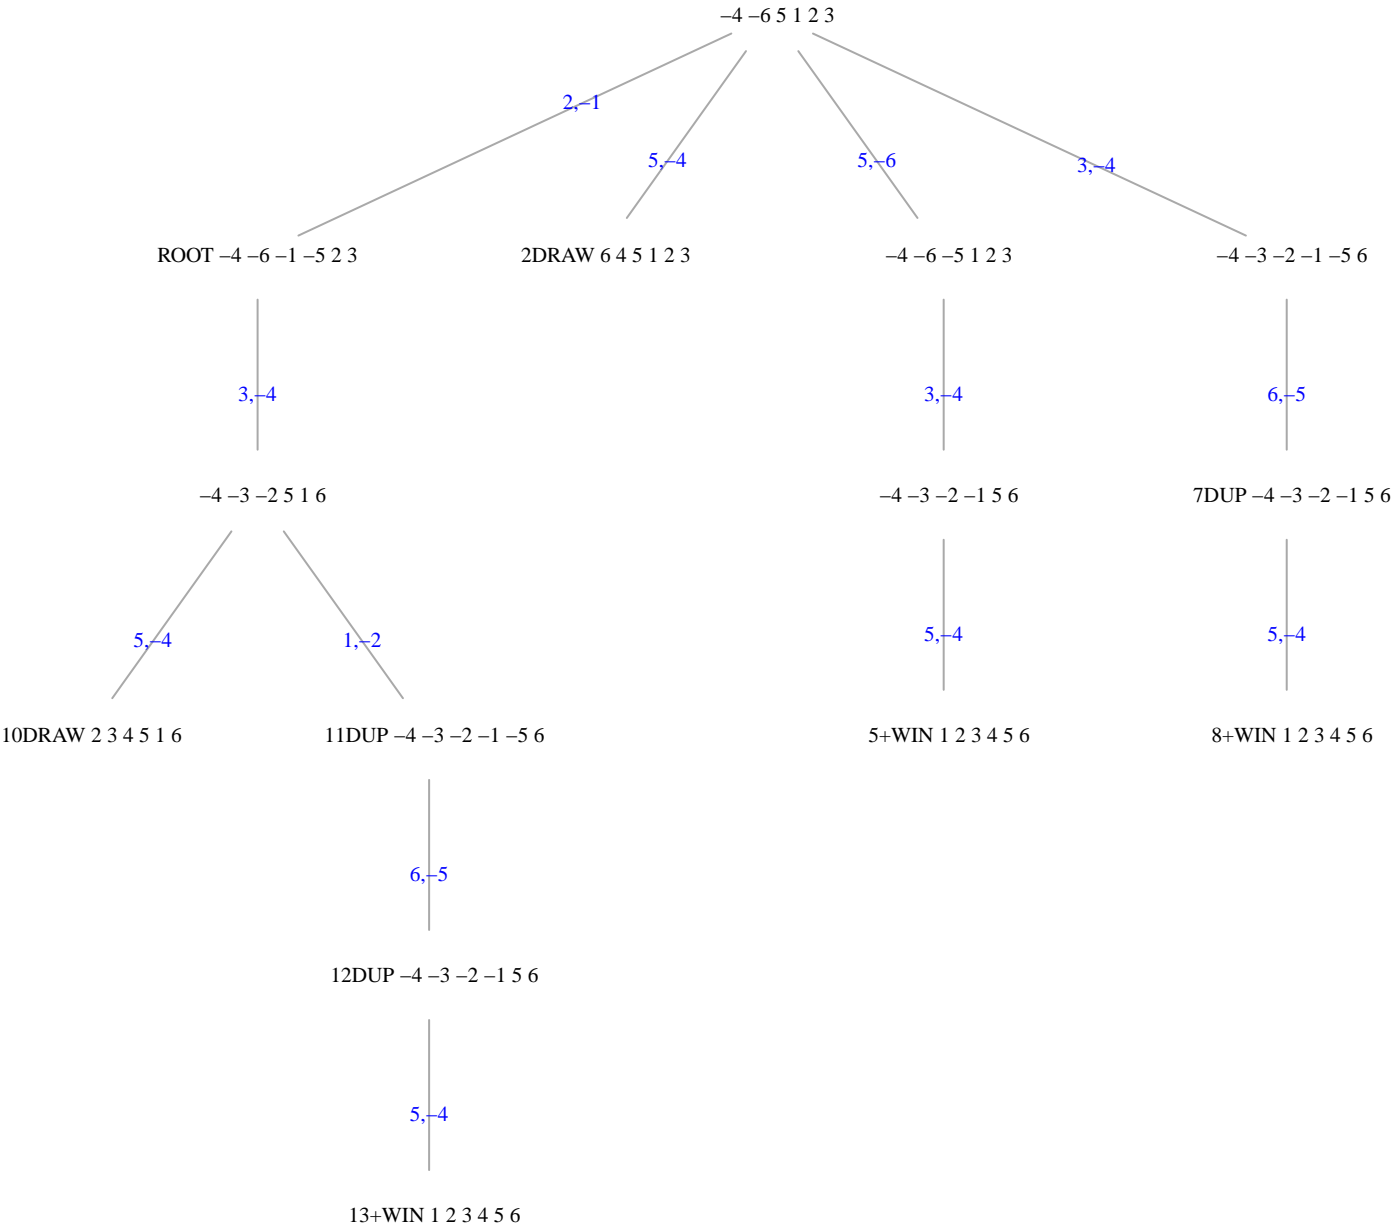 –4 –6 5 1 2 3
2,–1
5,–4
5,–6
3,–4
ROOT –4 –6 –1 –5 2 3
2DRAW 6 4 5 1 2 3
–4 –6 –5 1 2 3
–4 –3 –2 –1 –5 6
3,–4
3,–4
6,–5
–4 –3 –2 5 1 6
–4 –3 –2 –1 5 6
7DUP –4 –3 –2 –1 5 6
5,–4
1,–2
5,–4
5,–4
10DRAW 2 3 4 5 1 6
11DUP –4 –3 –2 –1 –5 6
5+WIN 1 2 3 4 5 6
8+WIN 1 2 3 4 5 6
6,–5
12DUP –4 –3 –2 –1 5 6
5,–4
13+WIN 1 2 3 4 5 6